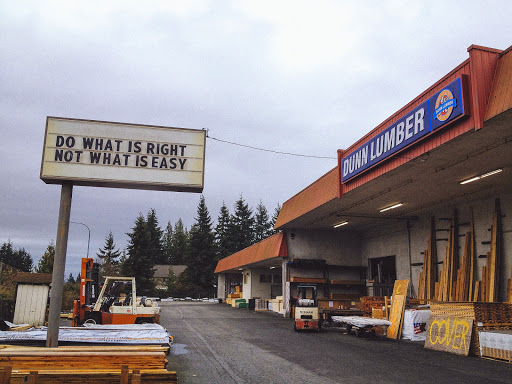 DO WHAT IS RIGHT
NOT WHAT IS EASY
DUNN LUMBER
COVER